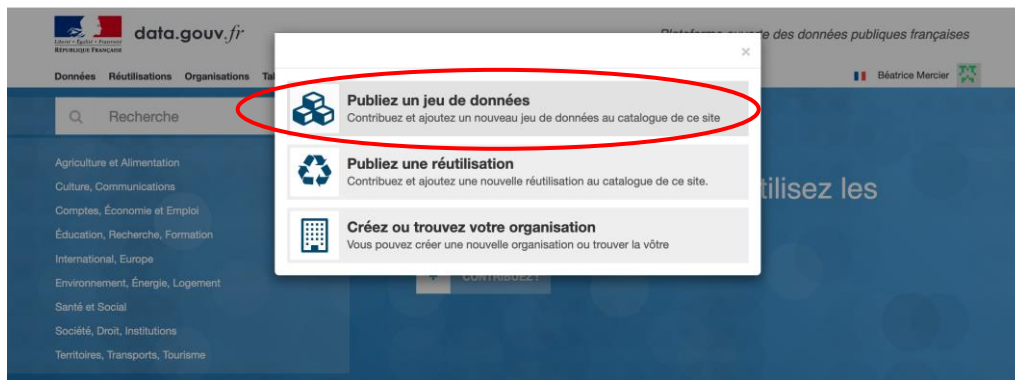 data.gouv.fr
Liberté • Égalité • Fraternité
RÉPUBLIQUE FRANÇAISE
des données publiques françaises
Données Réutilisations Organisations
Béatrice Mercier
×
Recherche
Publiez un jeu de données
Contribuez et ajoutez un nouveau jeu de données au catalogue de ce site
Publiez une réutilisation
Contribuez et ajoutez une nouvelle réutilisation au catalogue de ce site.
Créez ou trouvez votre organisation
Vous pouvez créer une nouvelle organisation ou trouver la vôtre
Agriculture et Alimentation
Culture, Communications
Comptes, Économie et Emploi
Éducation, Recherche, Formation
International, Europe
Environnement, Énergie, Logement
Santé et Social
Société, Droit, Institutions
Territoires, Transports, Tourisme
tilisez les
+ CONTRIBUEZ !